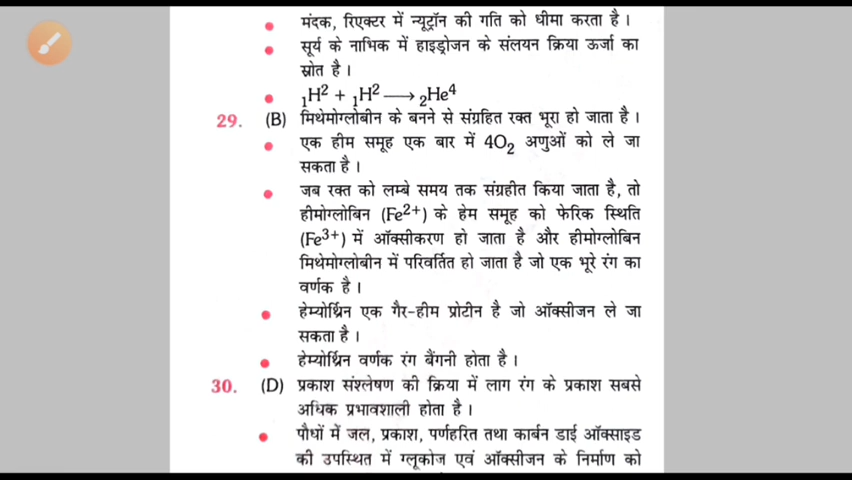 • मंदक, रिएक्टर में न्यूट्रॉन की गति को धीमा करता है ।
• सूर्य के नाभिक में हाइड्रोजन के संलयन क्रिया ऊर्जा का
स्रोत है ।
• ₁H² + ₁H² ⟶ ₂He⁴
29. (B) मिथेमोग्लोबीन के बनने से संग्रहित रक्त भूरा हो जाता है ।
• एक हीम समूह एक बार में 4O₂ अणुओं को ले जा
सकता है ।
• जब रक्त को लम्बे समय तक संग्रहीत किया जाता है, तो
हीमोग्लोबिन (Fe²⁺) के हेम समूह को फेरिक स्थिति
(Fe³⁺) में ऑक्सीकरण हो जाता है और हीमोग्लोबिन
मिथेमोग्लोबीन में परिवर्तित हो जाता है जो एक भूरे रंग का
वर्णक है ।
• हेम्योर्थ्रिन एक गैर-हीम प्रोटीन है जो ऑक्सीजन ले जा
सकता है ।
• हेम्योर्थ्रिन वर्णक रंग बैंगनी होता है ।
30. (D) प्रकाश संश्लेषण की क्रिया में लाग रंग के प्रकाश सबसे
अधिक प्रभावशाली होता है ।
• पौधों में जल, प्रकाश, पर्णहरित तथा कार्बन डाई ऑक्साइड
की उपस्थित में ग्लूकोज एवं ऑक्सीजन के निर्माण को